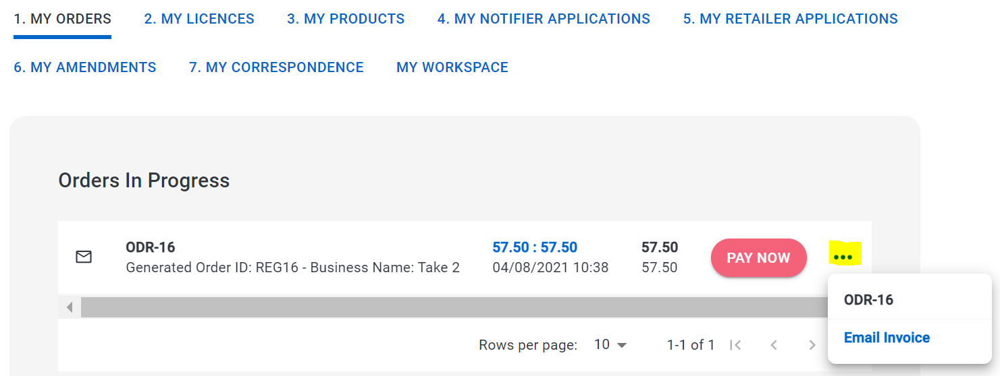 1. MY ORDERS 2. MY LICENCES 3. MY PRODUCTS 4. MY NOTIFIER APPLICATIONS 5. MY RETAILER APPLICATIONS
6. MY AMENDMENTS 7. MY CORRESPONDENCE MY WORKSPACE
Orders In Progress
ODR-16 57.50 : 57.50 57.50
Generated Order ID: REG16 - Business Name: Take 2 04/08/2021 10:38 57.50
PAY NOW
ODR-16
Email Invoice
Rows per page: 10 1-1 of 1